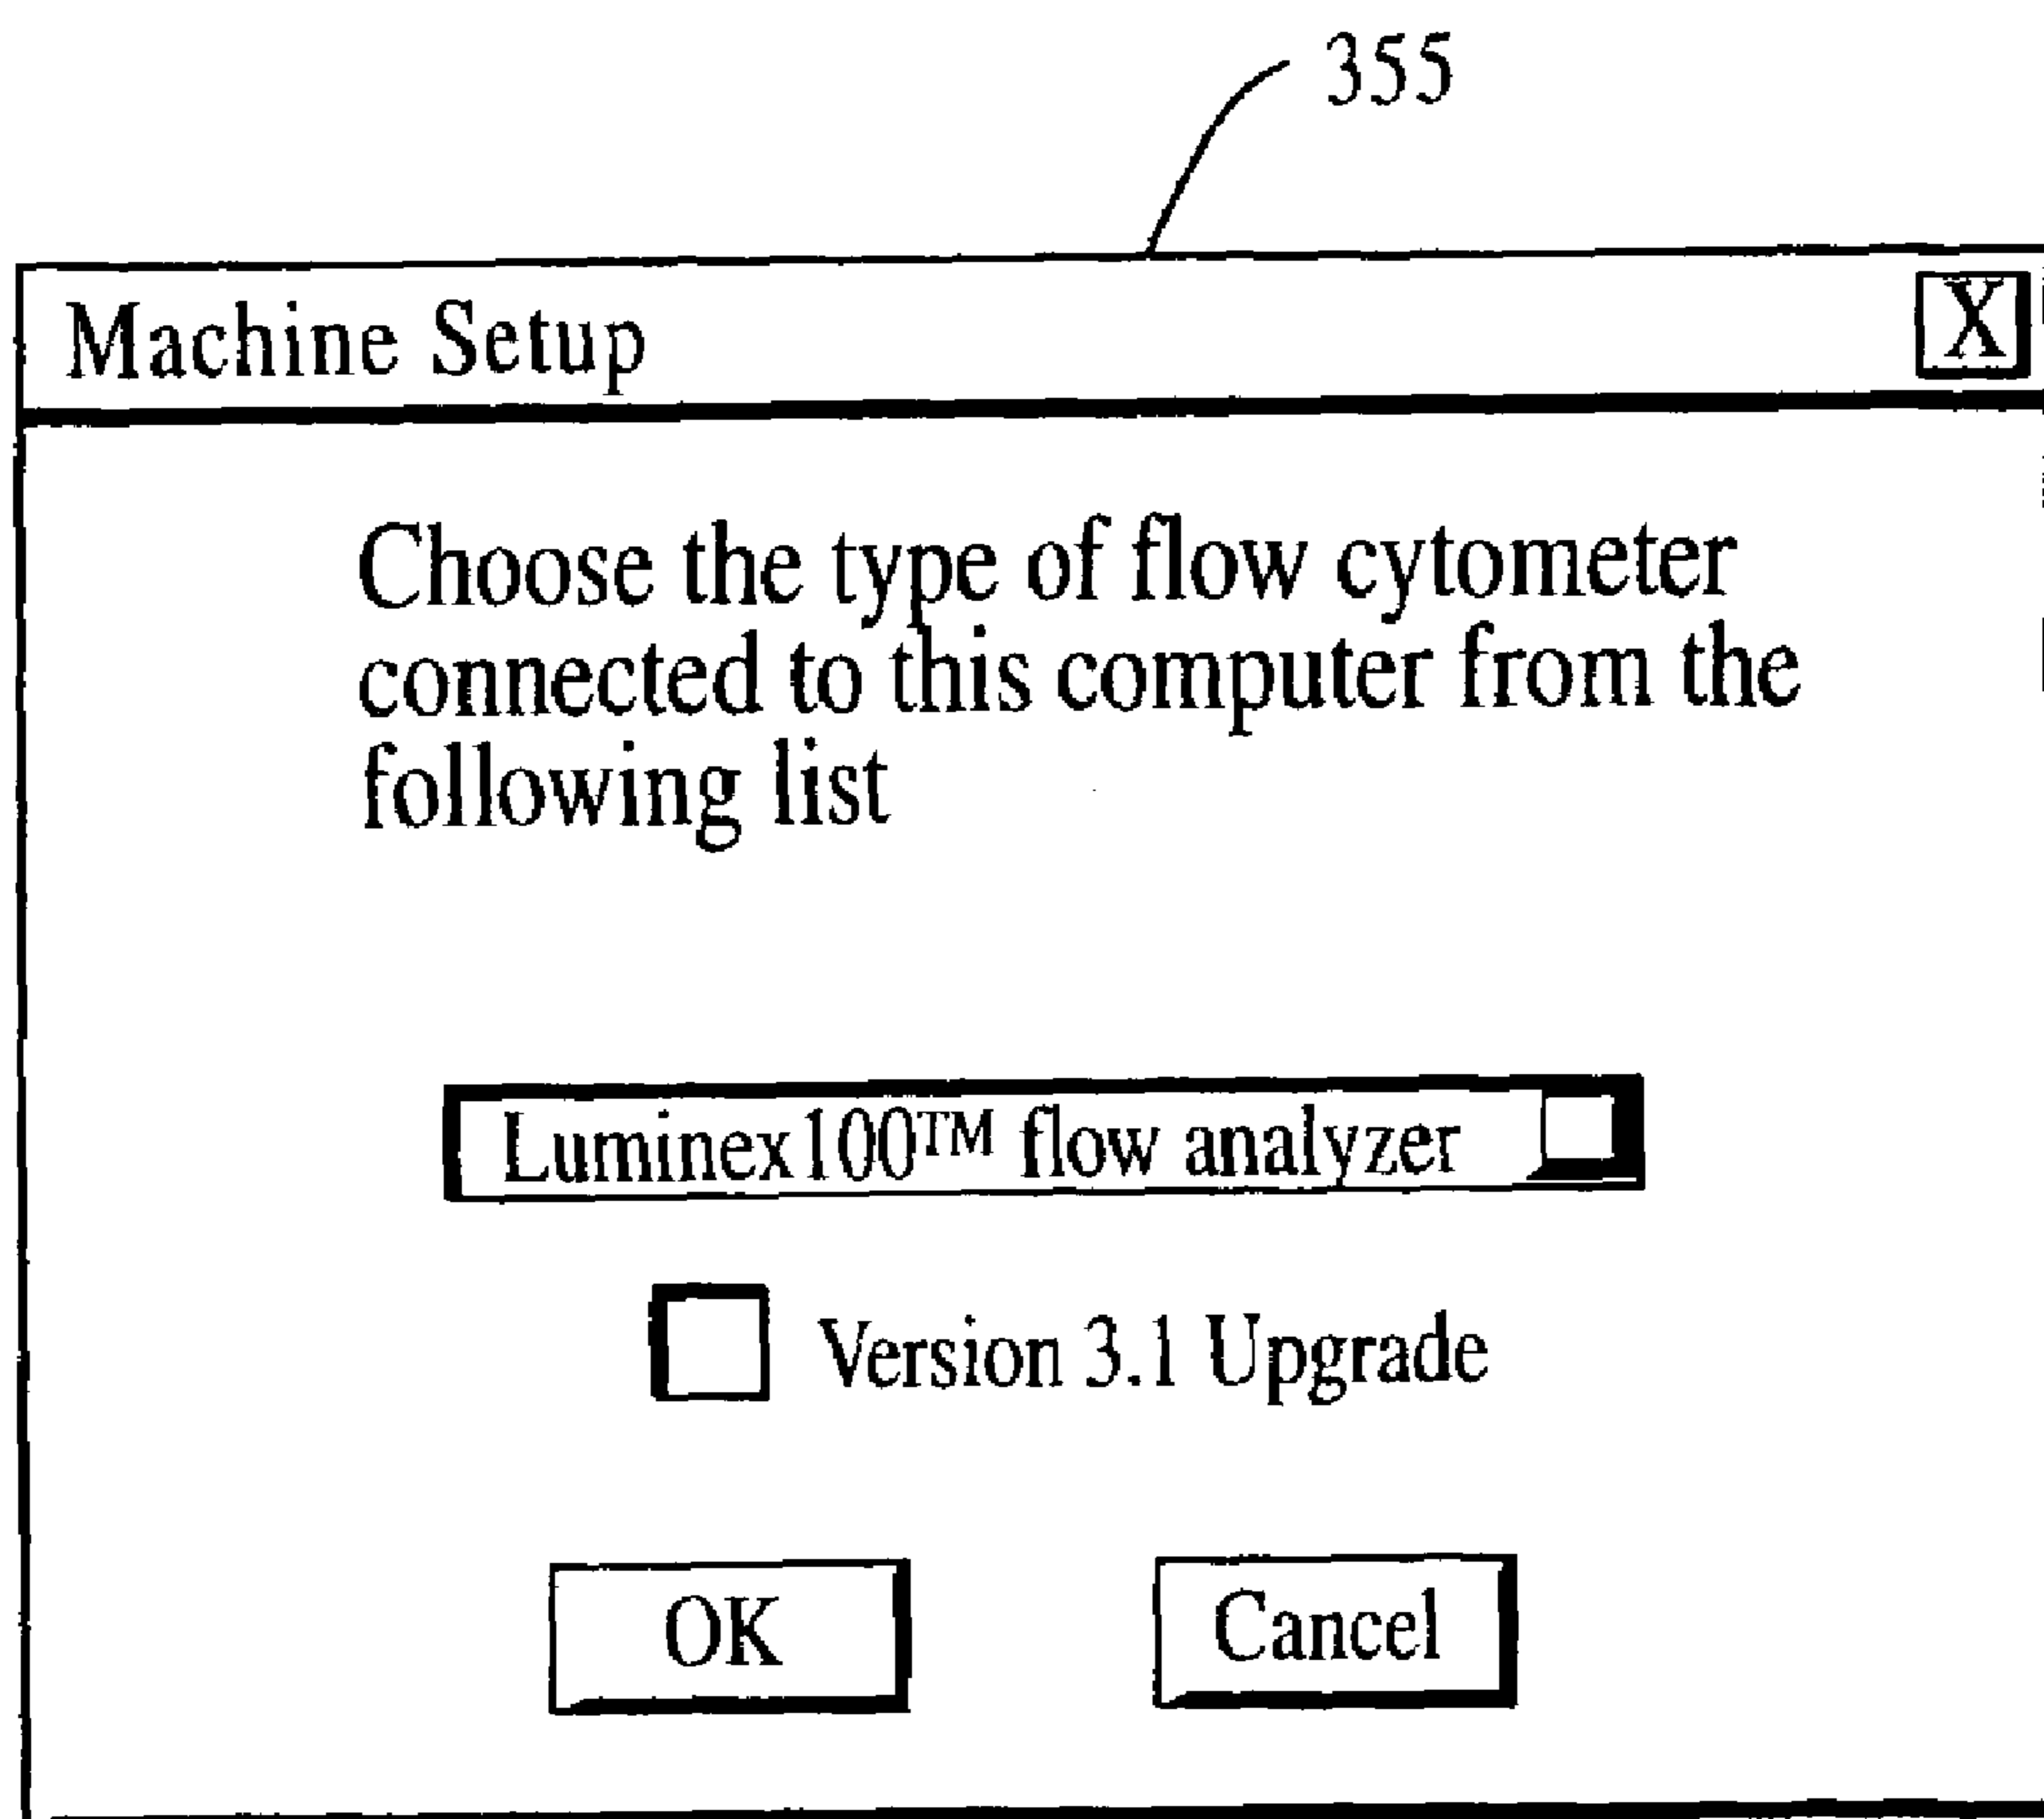 355
Machine Setup X
Choose the type of flow cytometer
connected to this computer from the
following list
Luminex100™ flow analyzer
Version 3.1 Upgrade
OK Cancel